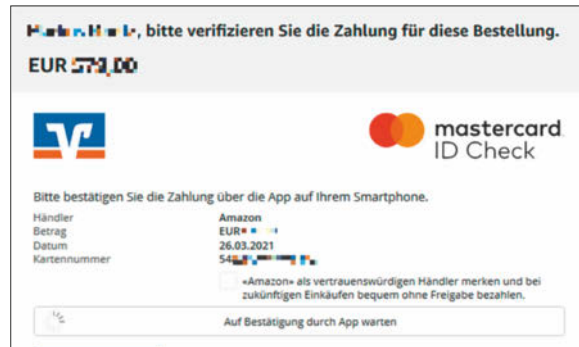 , bitte verifizieren Sie die Zahlung für diese Bestellung.
EUR
mastercard
ID Check
Bitte bestätigen Sie die Zahlung über die App auf Ihrem Smartphone.
Händler Amazon
Betrag EUR
Datum 26.03.2021
Kartennummer 54
«Amazon» als vertrauenswürdigen Händler merken und bei
zukünftigen Einkäufen bequem ohne Freigabe bezahlen.
Auf Bestätigung durch App warten